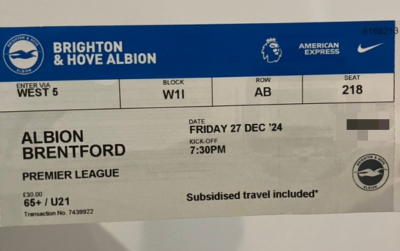 6168213
BRIGHTON
& HOVE ALBION
AMERICAN
EXPRESS
ENTER VIA
WEST 5
BLOCK
W1I
ROW
AB
SEAT
218
ALBION
BRENTFORD
PREMIER LEAGUE
DATE
FRIDAY 27 DEC '24
KICK-OFF
7:30PM
£30.00
65+ / U21
Transaction No. 7439922
Subsidised travel included*